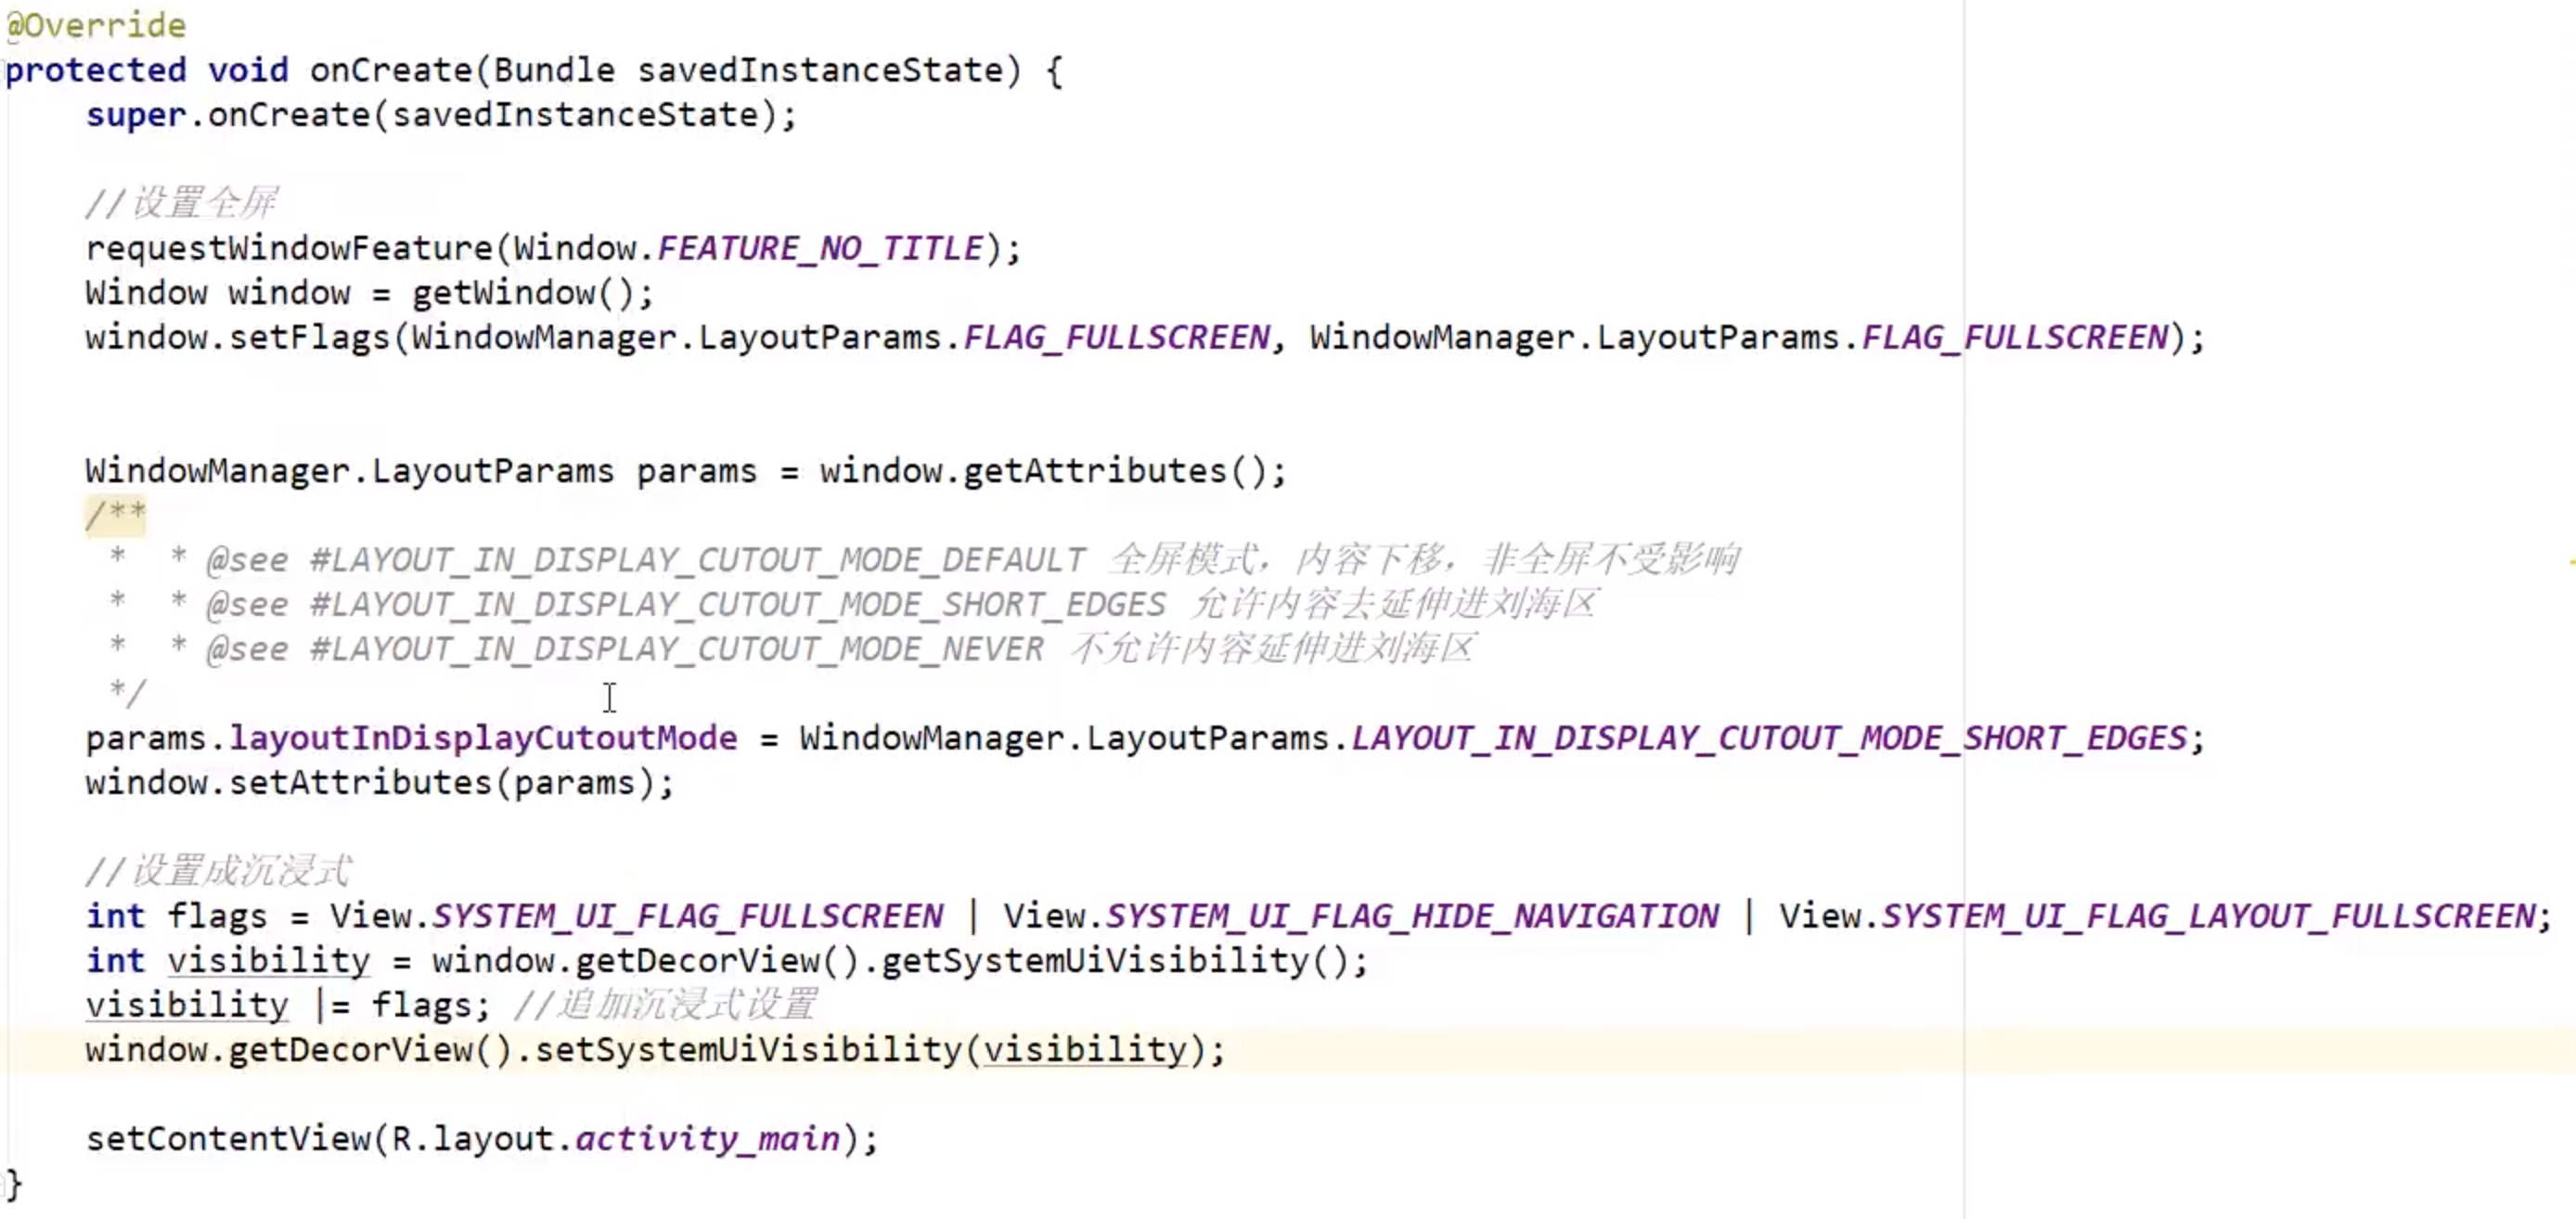 @Override
protected void onCreate(Bundle savedInstanceState) {
super.onCreate(savedInstanceState);
//设置全屏
requestWindowFeature(Window.FEATURE_NO_TITLE);
Window window = getWindow();
window.setFlags(WindowManager.LayoutParams.FLAG_FULLSCREEN, WindowManager.LayoutParams.FLAG_FULLSCREEN);
WindowManager.LayoutParams params = window.getAttributes();
/**
*  * @see #LAYOUT_IN_DISPLAY_CUTOUT_MODE_DEFAULT 全屏模式，内容下移，非全屏不受影响
*  * @see #LAYOUT_IN_DISPLAY_CUTOUT_MODE_SHORT_EDGES 允许内容去延伸进刘海区
*  * @see #LAYOUT_IN_DISPLAY_CUTOUT_MODE_NEVER 不允许内容延伸进刘海区
*/
params.layoutInDisplayCutoutMode = WindowManager.LayoutParams.LAYOUT_IN_DISPLAY_CUTOUT_MODE_SHORT_EDGES;
window.setAttributes(params);
//设置成沉浸式
int flags = View.SYSTEM_UI_FLAG_FULLSCREEN | View.SYSTEM_UI_FLAG_HIDE_NAVIGATION | View.SYSTEM_UI_FLAG_LAYOUT_FULLSCREEN;
int visibility = window.getDecorView().getSystemUiVisibility();
visibility |= flags; //追加沉浸式设置
window.getDecorView().setSystemUiVisibility(visibility);
setContentView(R.layout.activity_main);
}